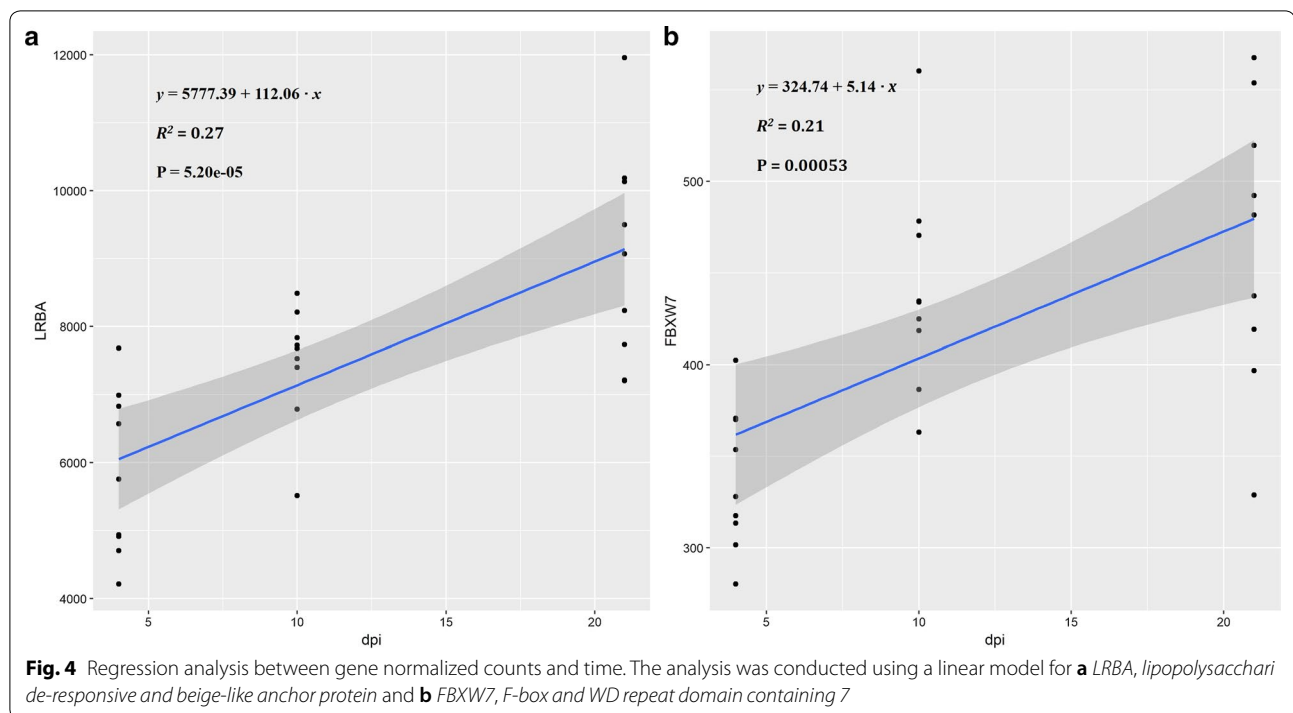 a
12000
10000
8000
6000
4000
LRBA
y = 5777.39 + 112.06 · x
R² = 0.27
P = 5.20e-05
5
10
15
20
dpi
b
500
400
300
FBXW7
y = 324.74 + 5.14 · x
R² = 0.21
P = 0.00053
5
10
15
20
dpi
Fig. 4 Regression analysis between gene normalized counts and time. The analysis was conducted using a linear model for a LRBA, lipopolysacchari
de-responsive and beige-like anchor protein and b FBXW7, F-box and WD repeat domain containing 7